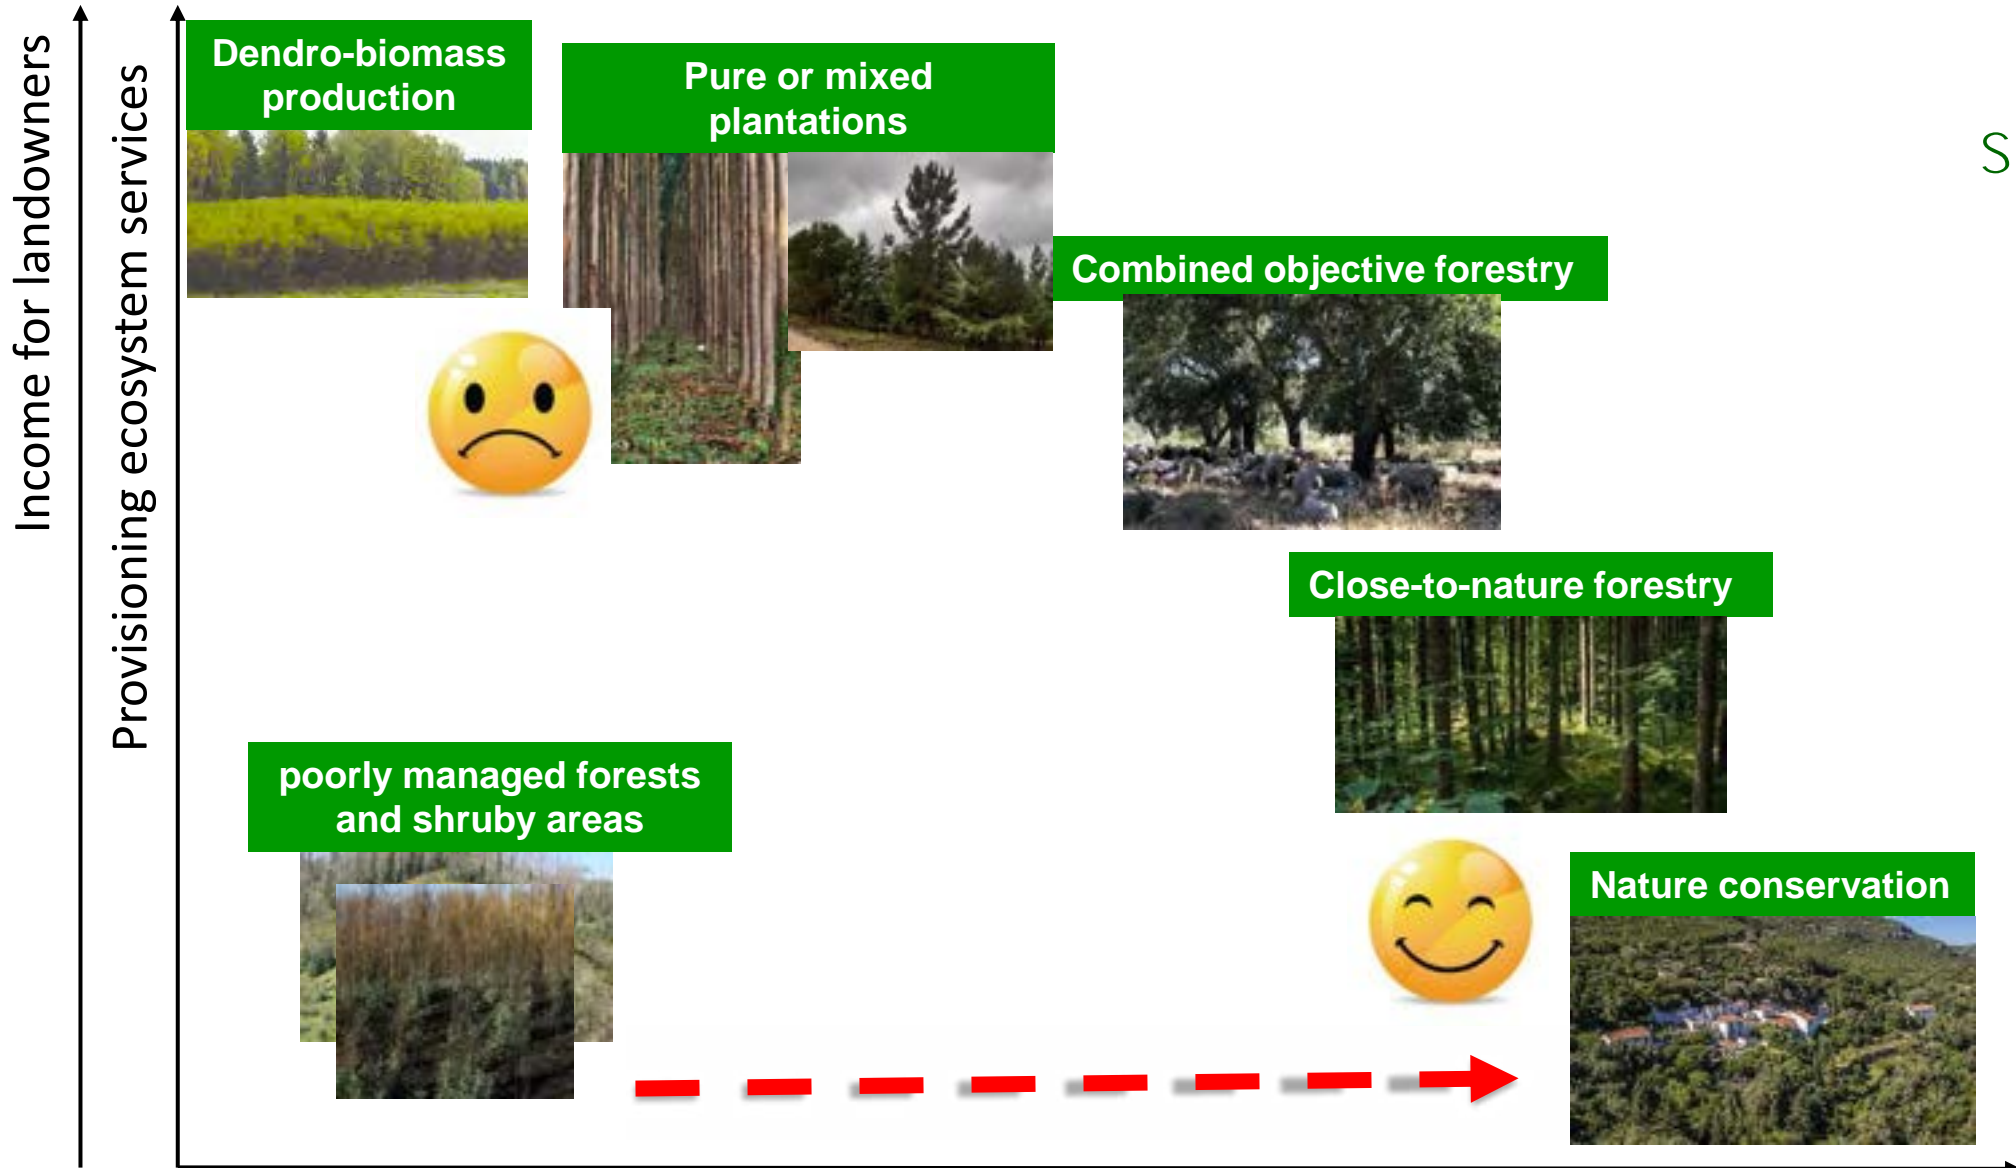 Income for landowners
Provisioning ecosystem services
Dendro-biomass
production
Pure or mixed
plantations
S
Combined objective forestry
Close-to-nature forestry
poorly managed forests
and shruby areas
Nature conservation